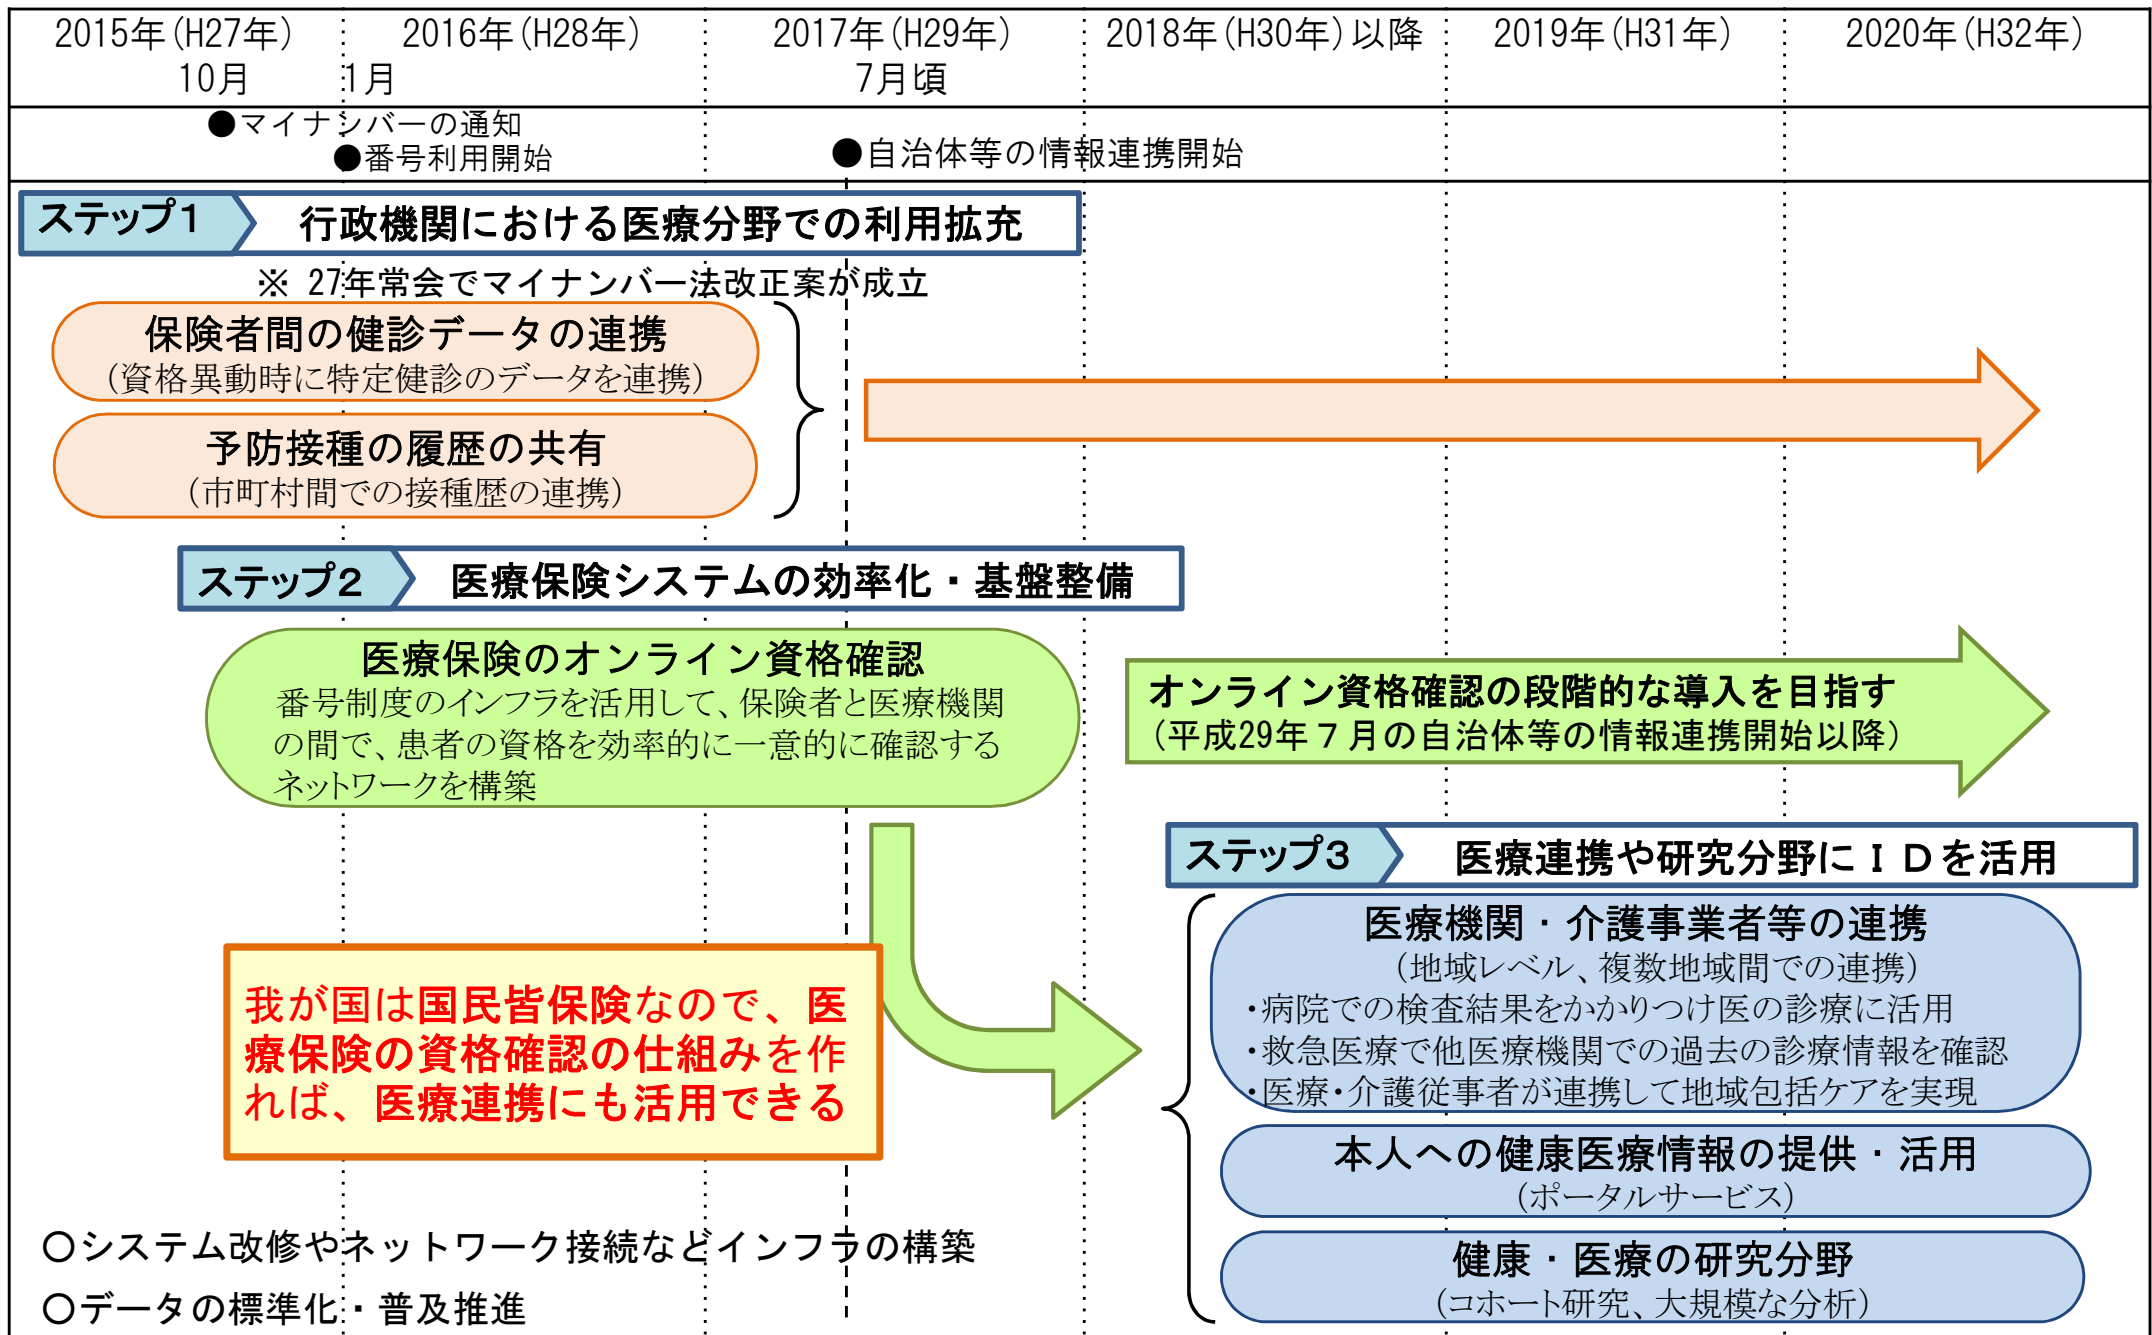 2015年(H27年)
2016年(H28年)
2017年(H29年)
2018年(H30年)以降
2019年(H31年)
2020年(H32年)
10月
1月
7月頃
●マイナンバーの通知
●番号利用開始
●自治体等の情報連携開始
ステップ1
行政機関における医療分野での利用拡充
※ 27年常会でマイナンバー法改正案が成立
保険者間の健診データの連携
(資格異動時に特定健診のデータを連携)
予防接種の履歴の共有
(市町村間での接種歴の連携)
ステップ2
医療保険システムの効率化・基盤整備
医療保険のオンライン資格確認
番号制度のインフラを活用して、保険者と医療機関
の間で、患者の資格を効率的に一意的に確認する
ネットワークを構築
オンライン資格確認の段階的な導入を目指す
(平成29年7月の自治体等の情報連携開始以降)
ステップ3
医療連携や研究分野にIDを活用
医療機関・介護事業者等の連携
(地域レベル、複数地域間での連携)
・病院での検査結果をかかりつけ医の診療に活用
・救急医療で他医療機関での過去の診療情報を確認
・医療・介護従事者が連携して地域包括ケアを実現
我が国は国民皆保険なので、医
療保険の資格確認の仕組みを作
れば、医療連携にも活用できる
本人への健康医療情報の提供・活用
(ポータルサービス)
健康・医療の研究分野
(コホート研究、大規模な分析)
○システム改修やネットワーク接続などインフラの構築
○データの標準化・普及推進